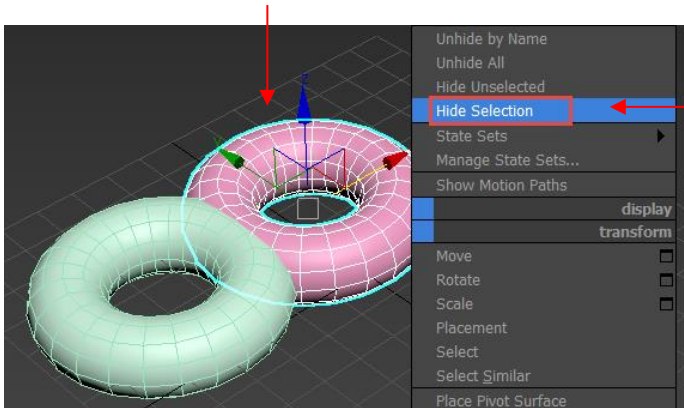 Unhide by Name
Unhide All
Hide Unselected
Hide Selection
State Sets
Manage State Sets...
Show Motion Paths
display
transform
Move
Rotate
Scale
Placement
Select
Select Similar
Place Pivot Surface
z